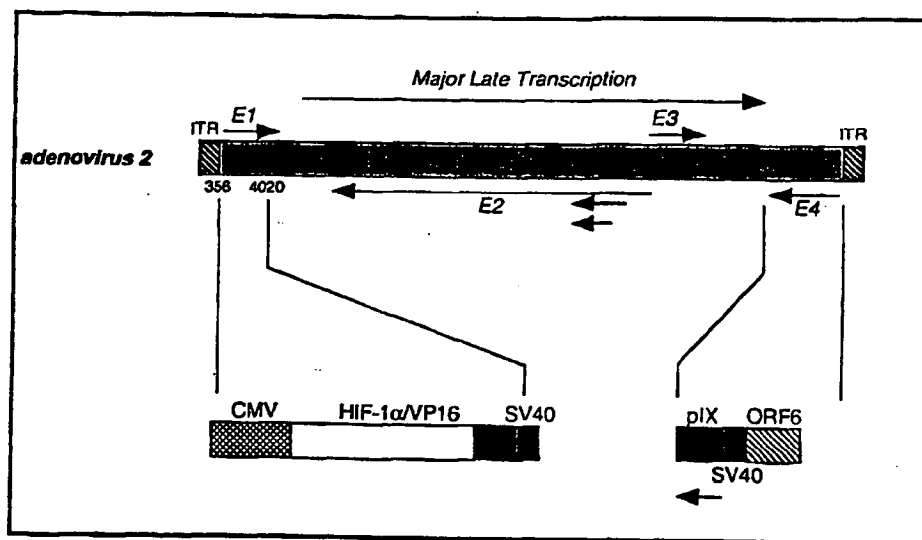 Major Late Transcription
ITR E1 E3 ITR
adenovirus 2
358 4020
E2 E4
CMV HIF-1α/VP16 SV40 pIX ORF6
SV40